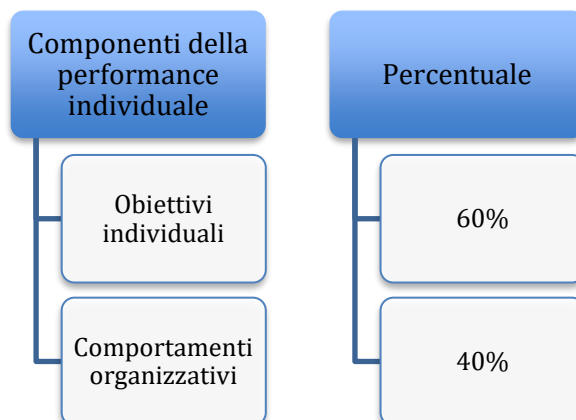 Componenti della
performance
individuale
Percentuale
Obiettivi
individuali
60%
Comportamenti
organizzativi
40%